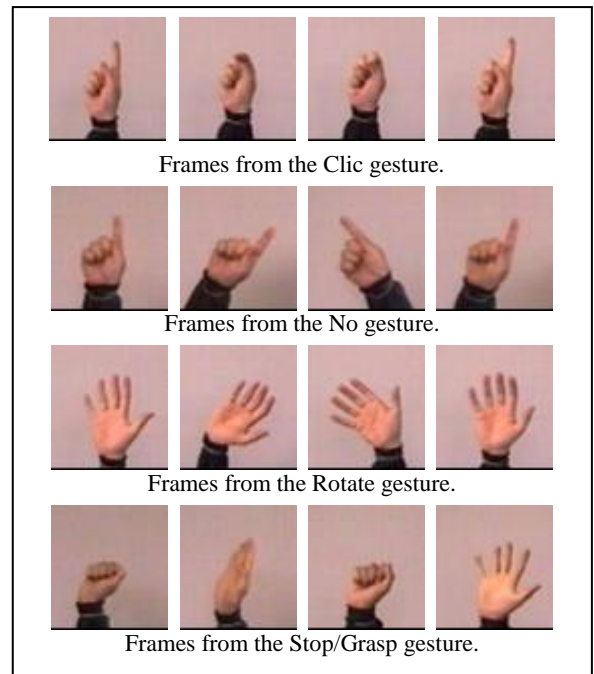 Frames from the Clic gesture.
Frames from the No gesture.
Frames from the Rotate gesture.
Frames from the Stop/Grasp gesture.